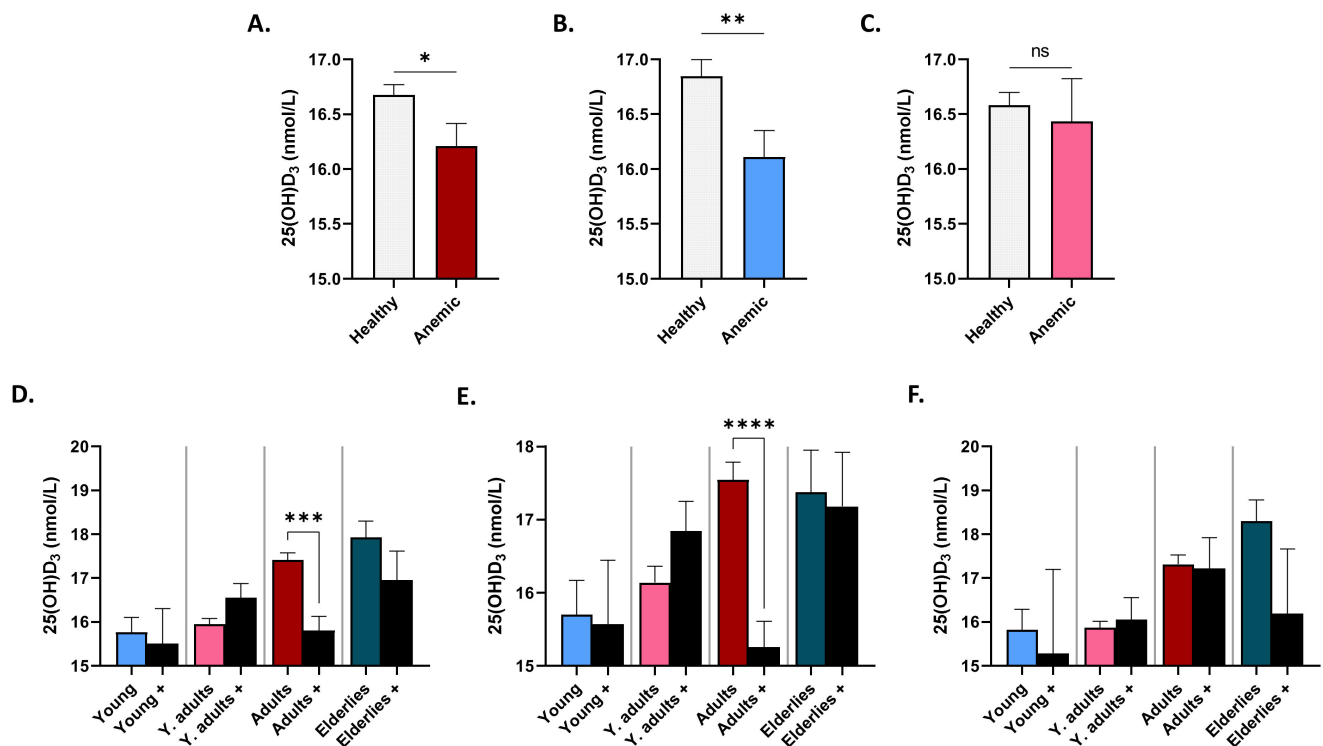 A.
25(OH)D3 (nmol/L)
17.0
16.5
16.0
15.5
15.0
*
Healthy
Anemic
B.
25(OH)D3 (nmol/L)
17.0
16.5
16.0
15.5
15.0
**
Healthy
Anemic
C.
25(OH)D3 (nmol/L)
17.0
16.5
16.0
15.5
15.0
ns
Healthy
Anemic
D.
25(OH)D3 (nmol/L)
20
19
18
17
16
15
***
Young
Young +
Y. adults
Y. adults +
Adults
Adults +
Elderlies
Elderlies +
E.
25(OH)D3 (nmol/L)
18
17
16
15
****
Young
Young +
Y. adults
Y. adults +
Adults
Adults +
Elderlies
Elderlies +
F.
25(OH)D3 (nmol/L)
20
19
18
17
16
15
Young
Young +
Y. adults
Y. adults +
Adults
Adults +
Elderlies
Elderlies +